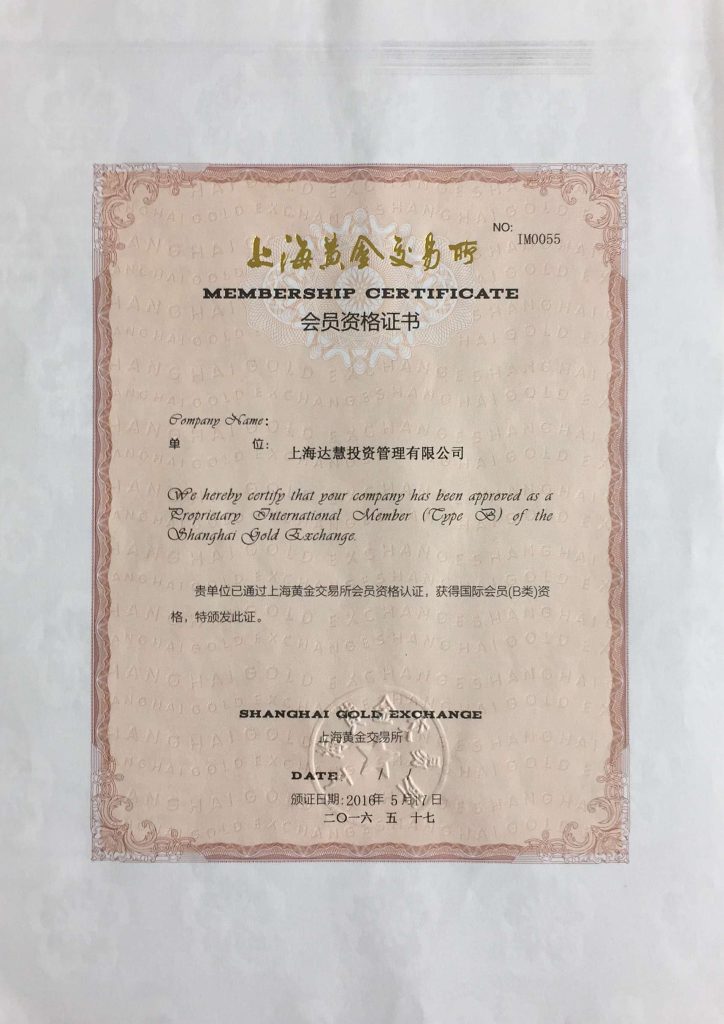 NO: IM0055
上海黄金交易所
MEMBERSHIP CERTIFICATE
会员资格证书
Company Name:
单 位: 上海达慧投资管理有限公司
We hereby certify that your company has been approved as a
Proprietary International Member (Type B) of the
Shanghai Gold Exchange.
贵单位已通过上海黄金交易所会员资格认证，获得国际会员(B类)资
格，特颁发此证。
SHANGHAI GOLD EXCHANGE
上海黄金交易所
DATE: / /
颁证日期: 2016年 5 月17日
二〇一六 五 十七